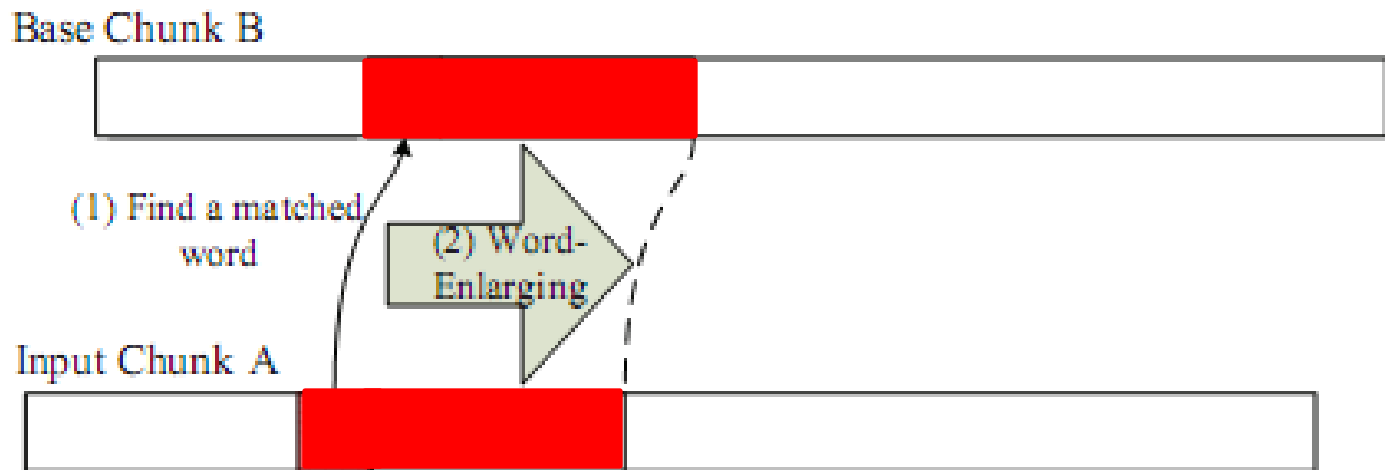 Base Chunk B
(1) Find a matched
word
(2) Word-
Enlarging
Input Chunk A